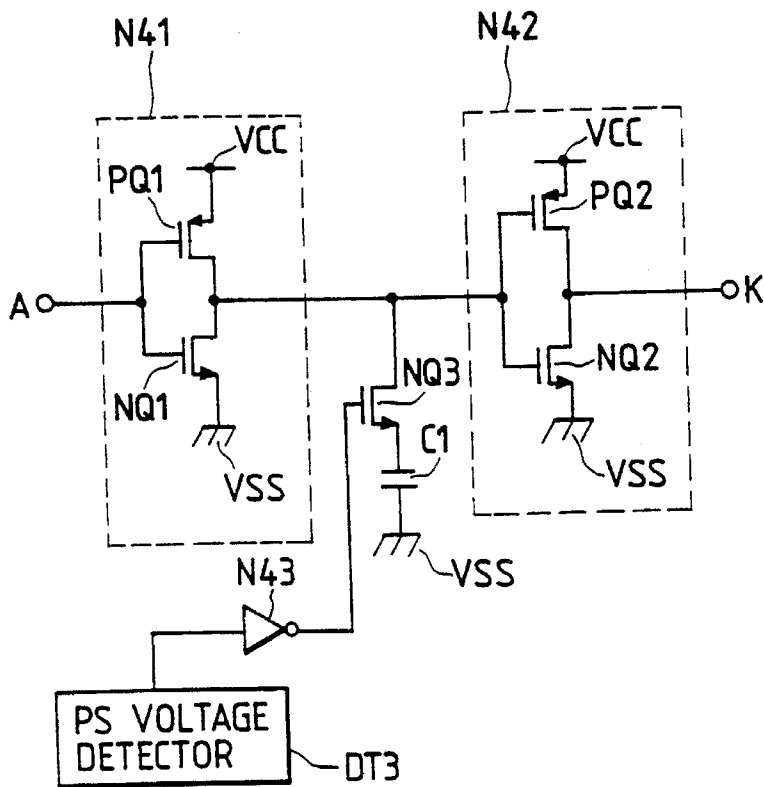 N41
N42
VCC
VCC
PQ1
PQ2
A
K
NQ1
NQ3
NQ2
C1
VSS
VSS
VSS
N43
PS VOLTAGE
DETECTOR
DT3